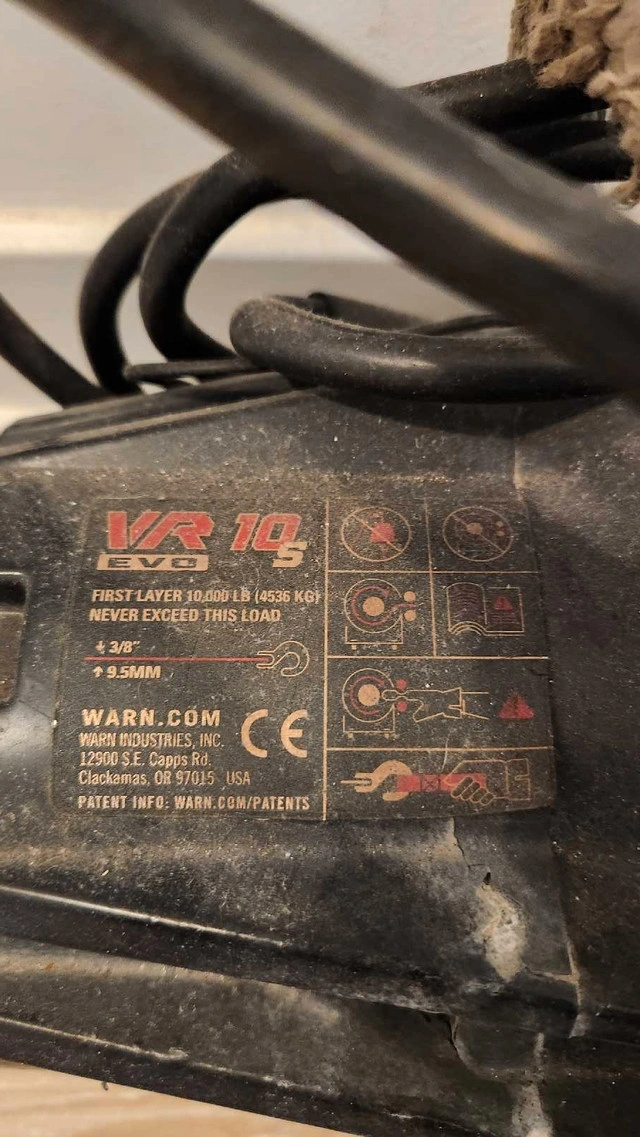 VR 10
EVO S
FIRST LAYER 10,000 LB (4536 KG)
NEVER EXCEED THIS LOAD
3/8"
9.5MM
WARN.COM
WARN INDUSTRIES, INC.
12900 S.E. Capps Rd.
Clackamas, OR 97015 USA
CE
PATENT INFO: WARN.COM/PATENTS